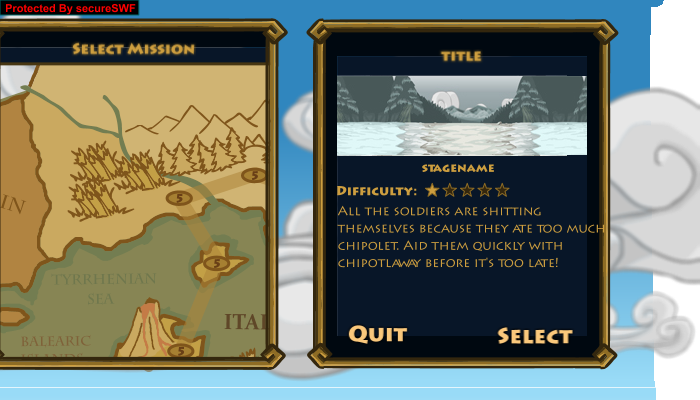 Protected By secureSWF
SELECT MISSION
IN
5
5
5
TYRRHENIAN
SEA
ITAL
BALEARIC
ISLANDS
5
TITLE
STAGENAME
DIFFICULTY:
ALL THE SOLDIERS ARE SHITTING
THEMSELVES BECAUSE THEY ATE TOO MUCH
CHIPOLET. AID THEM QUICKLY WITH
CHIPOTLAWAY BEFORE IT'S TOO LATE!
QUIT
SELECT